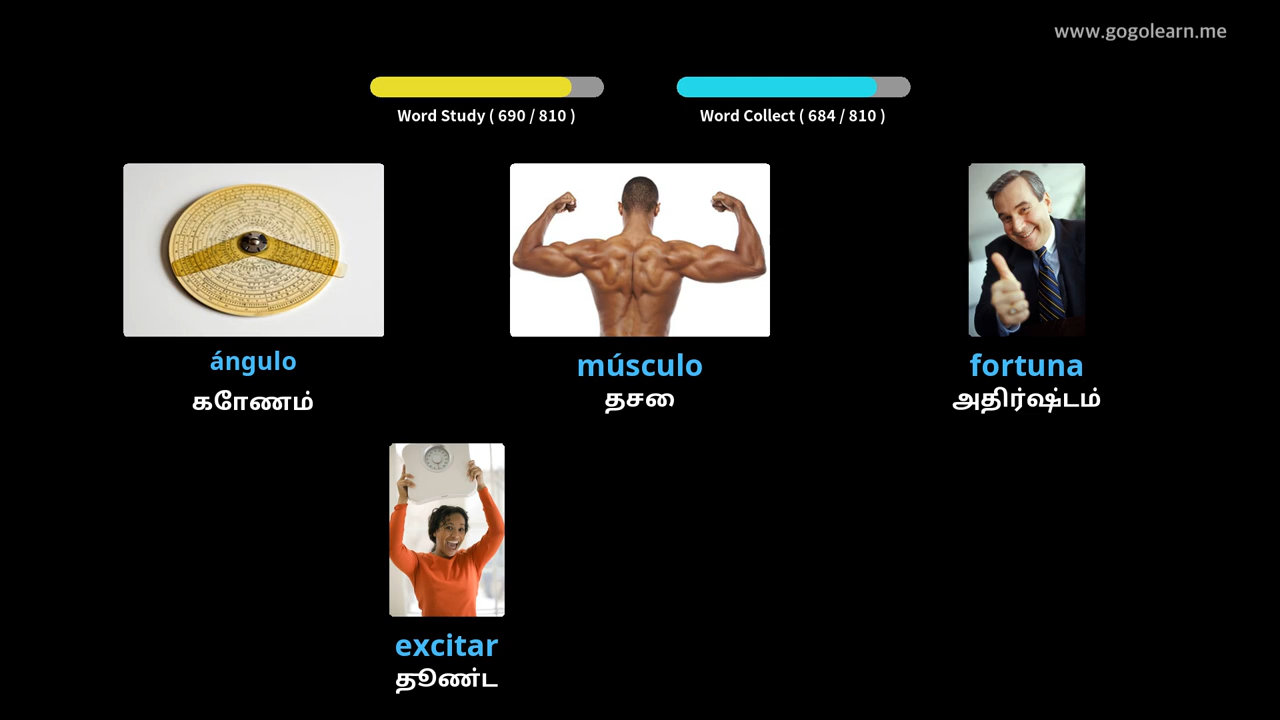 www.gogolearn.me
Word Study ( 690 / 810 )
Word Collect ( 684 / 810 )
ángulo
கோணம்
músculo
தசை
fortuna
அதிர்ஷ்டம்
excitar
தூண்ட